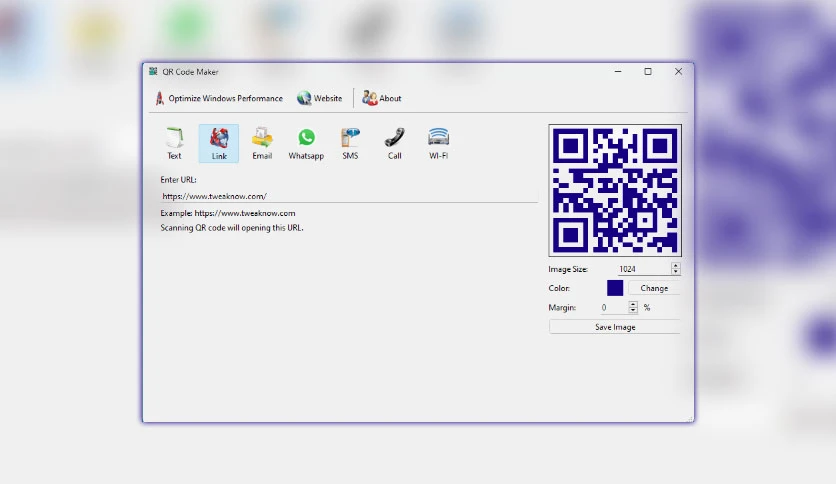 QR Code Maker
Optimize Windows Performance Website About
Text Link Email Whatsapp SMS Call WI-FI
Enter URL:
https://www.tweaknow.com/
Example: https://www.tweaknow.com
Scanning QR code will opening this URL.
Image Size: 1024
Color: Change
Margin: 0 %
Save Image